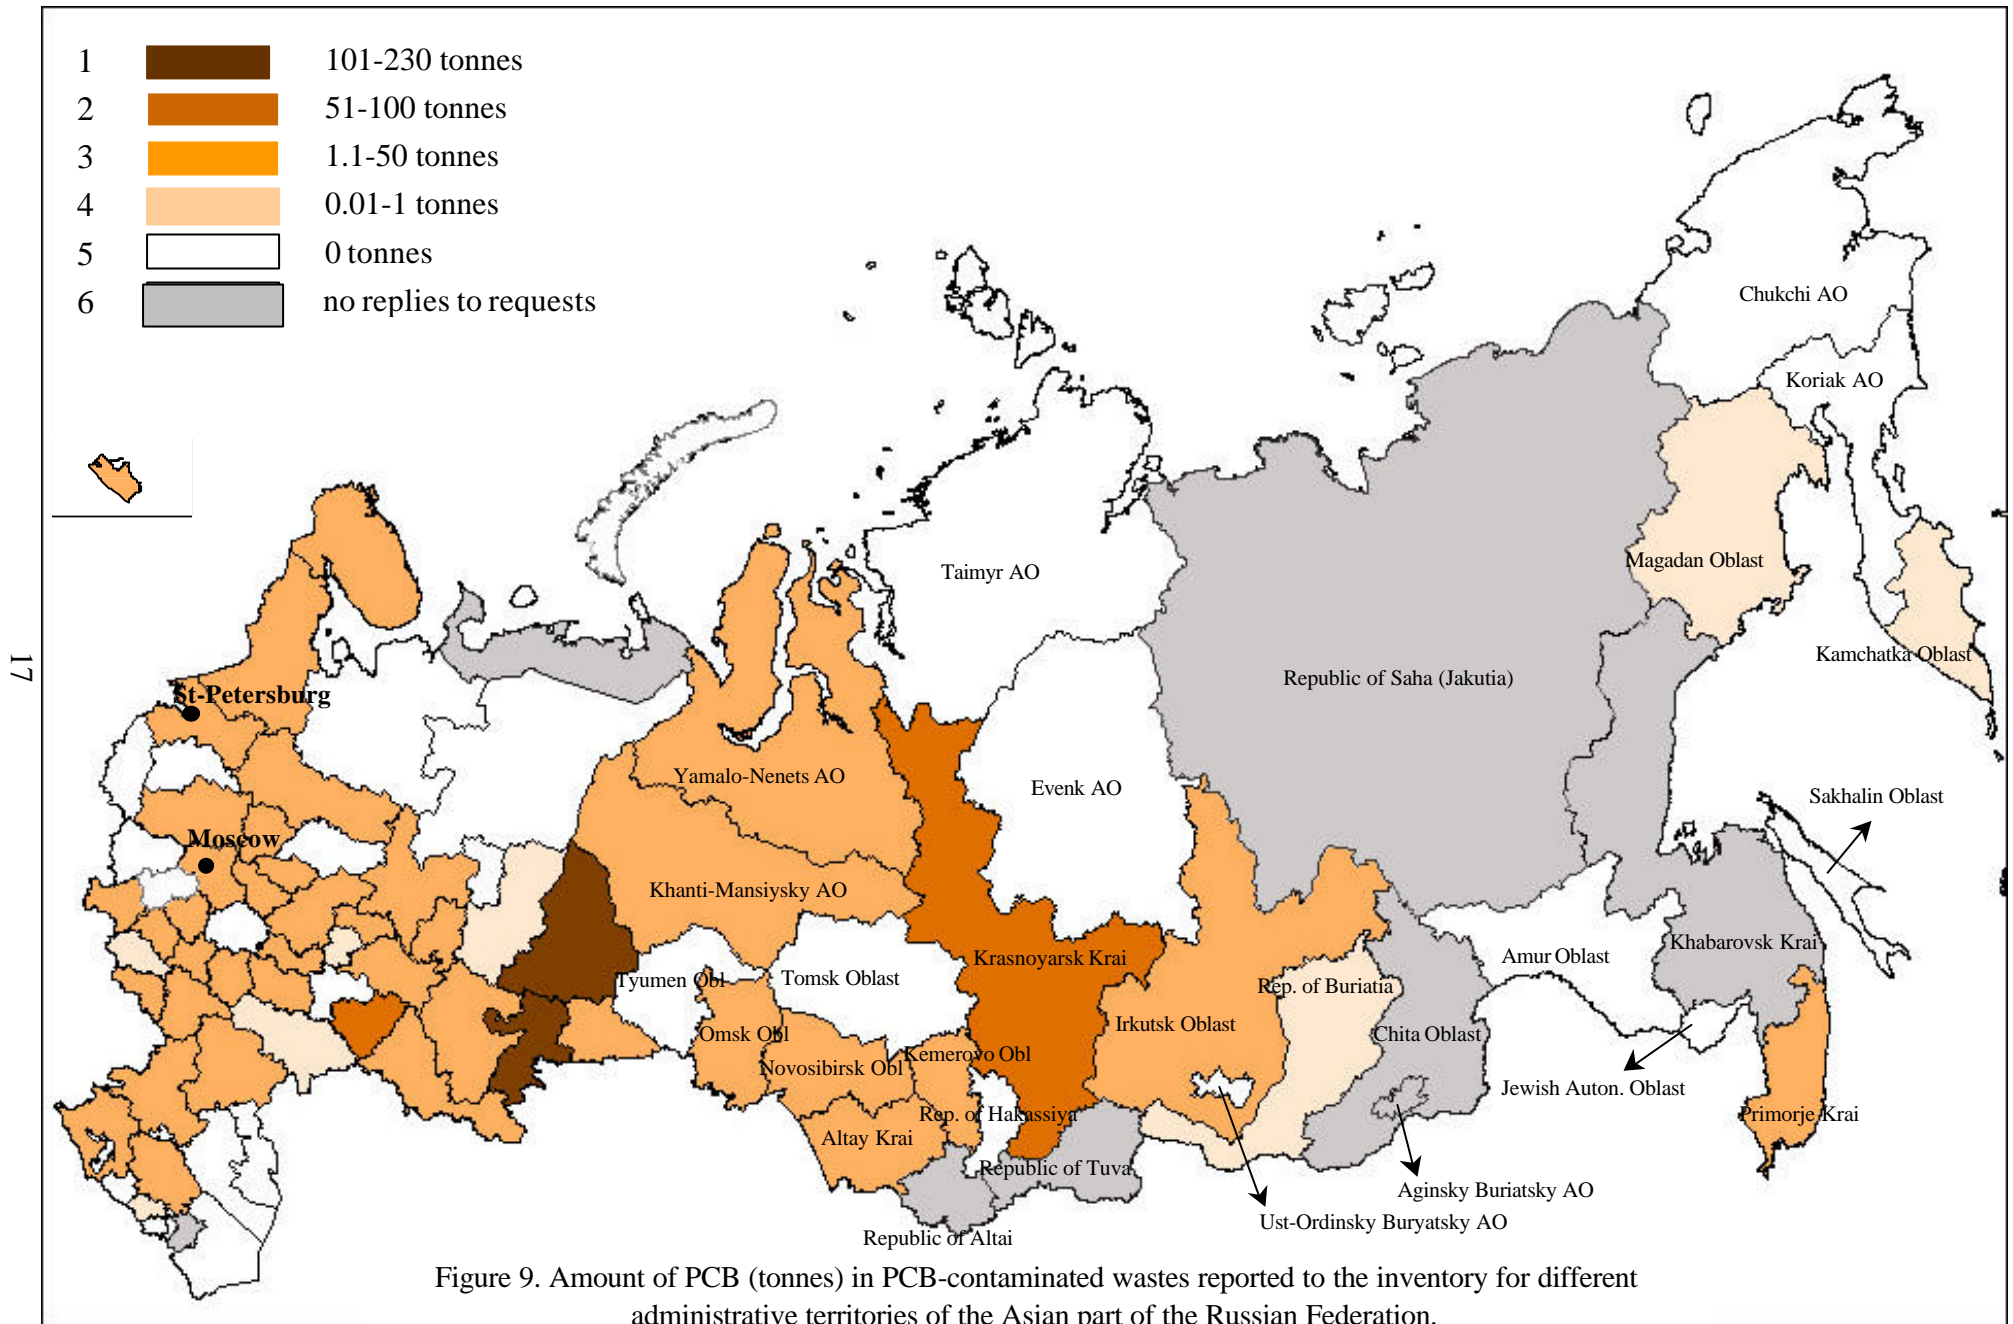 1 101-230 tonnes
2 51-100 tonnes
3 1.1-50 tonnes
4 0.01-1 tonnes
5 0 tonnes
6 no replies to requests
Chukchi AO
Koriak AO
Taimyr AO
Magadan Oblast
Kamchatka Oblast
Republic of Saha (Jakutia)
St-Petersburg
17
Yamalo-Nenets AO
Evenk AO
Sakhalin Oblast
Moscow
Khanti-Mansiysky AO
Krasnoyarsk Krai
Khabarovsk Krai
Amur Oblast
Tyumen Obl
Tomsk Oblast
Rep. of Buriatia
Omsk Obl
Irkutsk Oblast
Chita Oblast
Novosibirsk Obl
Kemerovo Obl
Jewish Auton. Oblast
Rep. of Hakassiya
Primorje Krai
Altay Krai
Republic of Tuva
Aginsky Buriatsky AO
Ust-Ordinsky Buryatsky AO
Republic of Altai
Figure 9. Amount of PCB (tonnes) in PCB-contaminated wastes reported to the inventory for different
administrative territories of the Asian part of the Russian Federation.